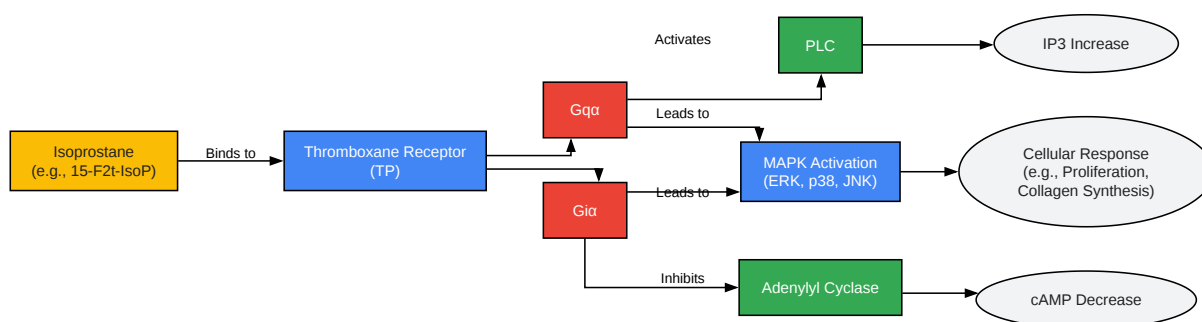 Isoprostane
(e.g., 15-F2t-IsoP)
Binds to
Thromboxane Receptor
(TP)
Gqα
Giα
Activates
Leads to
Leads to
Inhibits
PLC
MAPK Activation
(ERK, p38, JNK)
Adenylyl Cyclase
IP3 Increase
Cellular Response
(e.g., Proliferation,
Collagen Synthesis)
cAMP Decrease